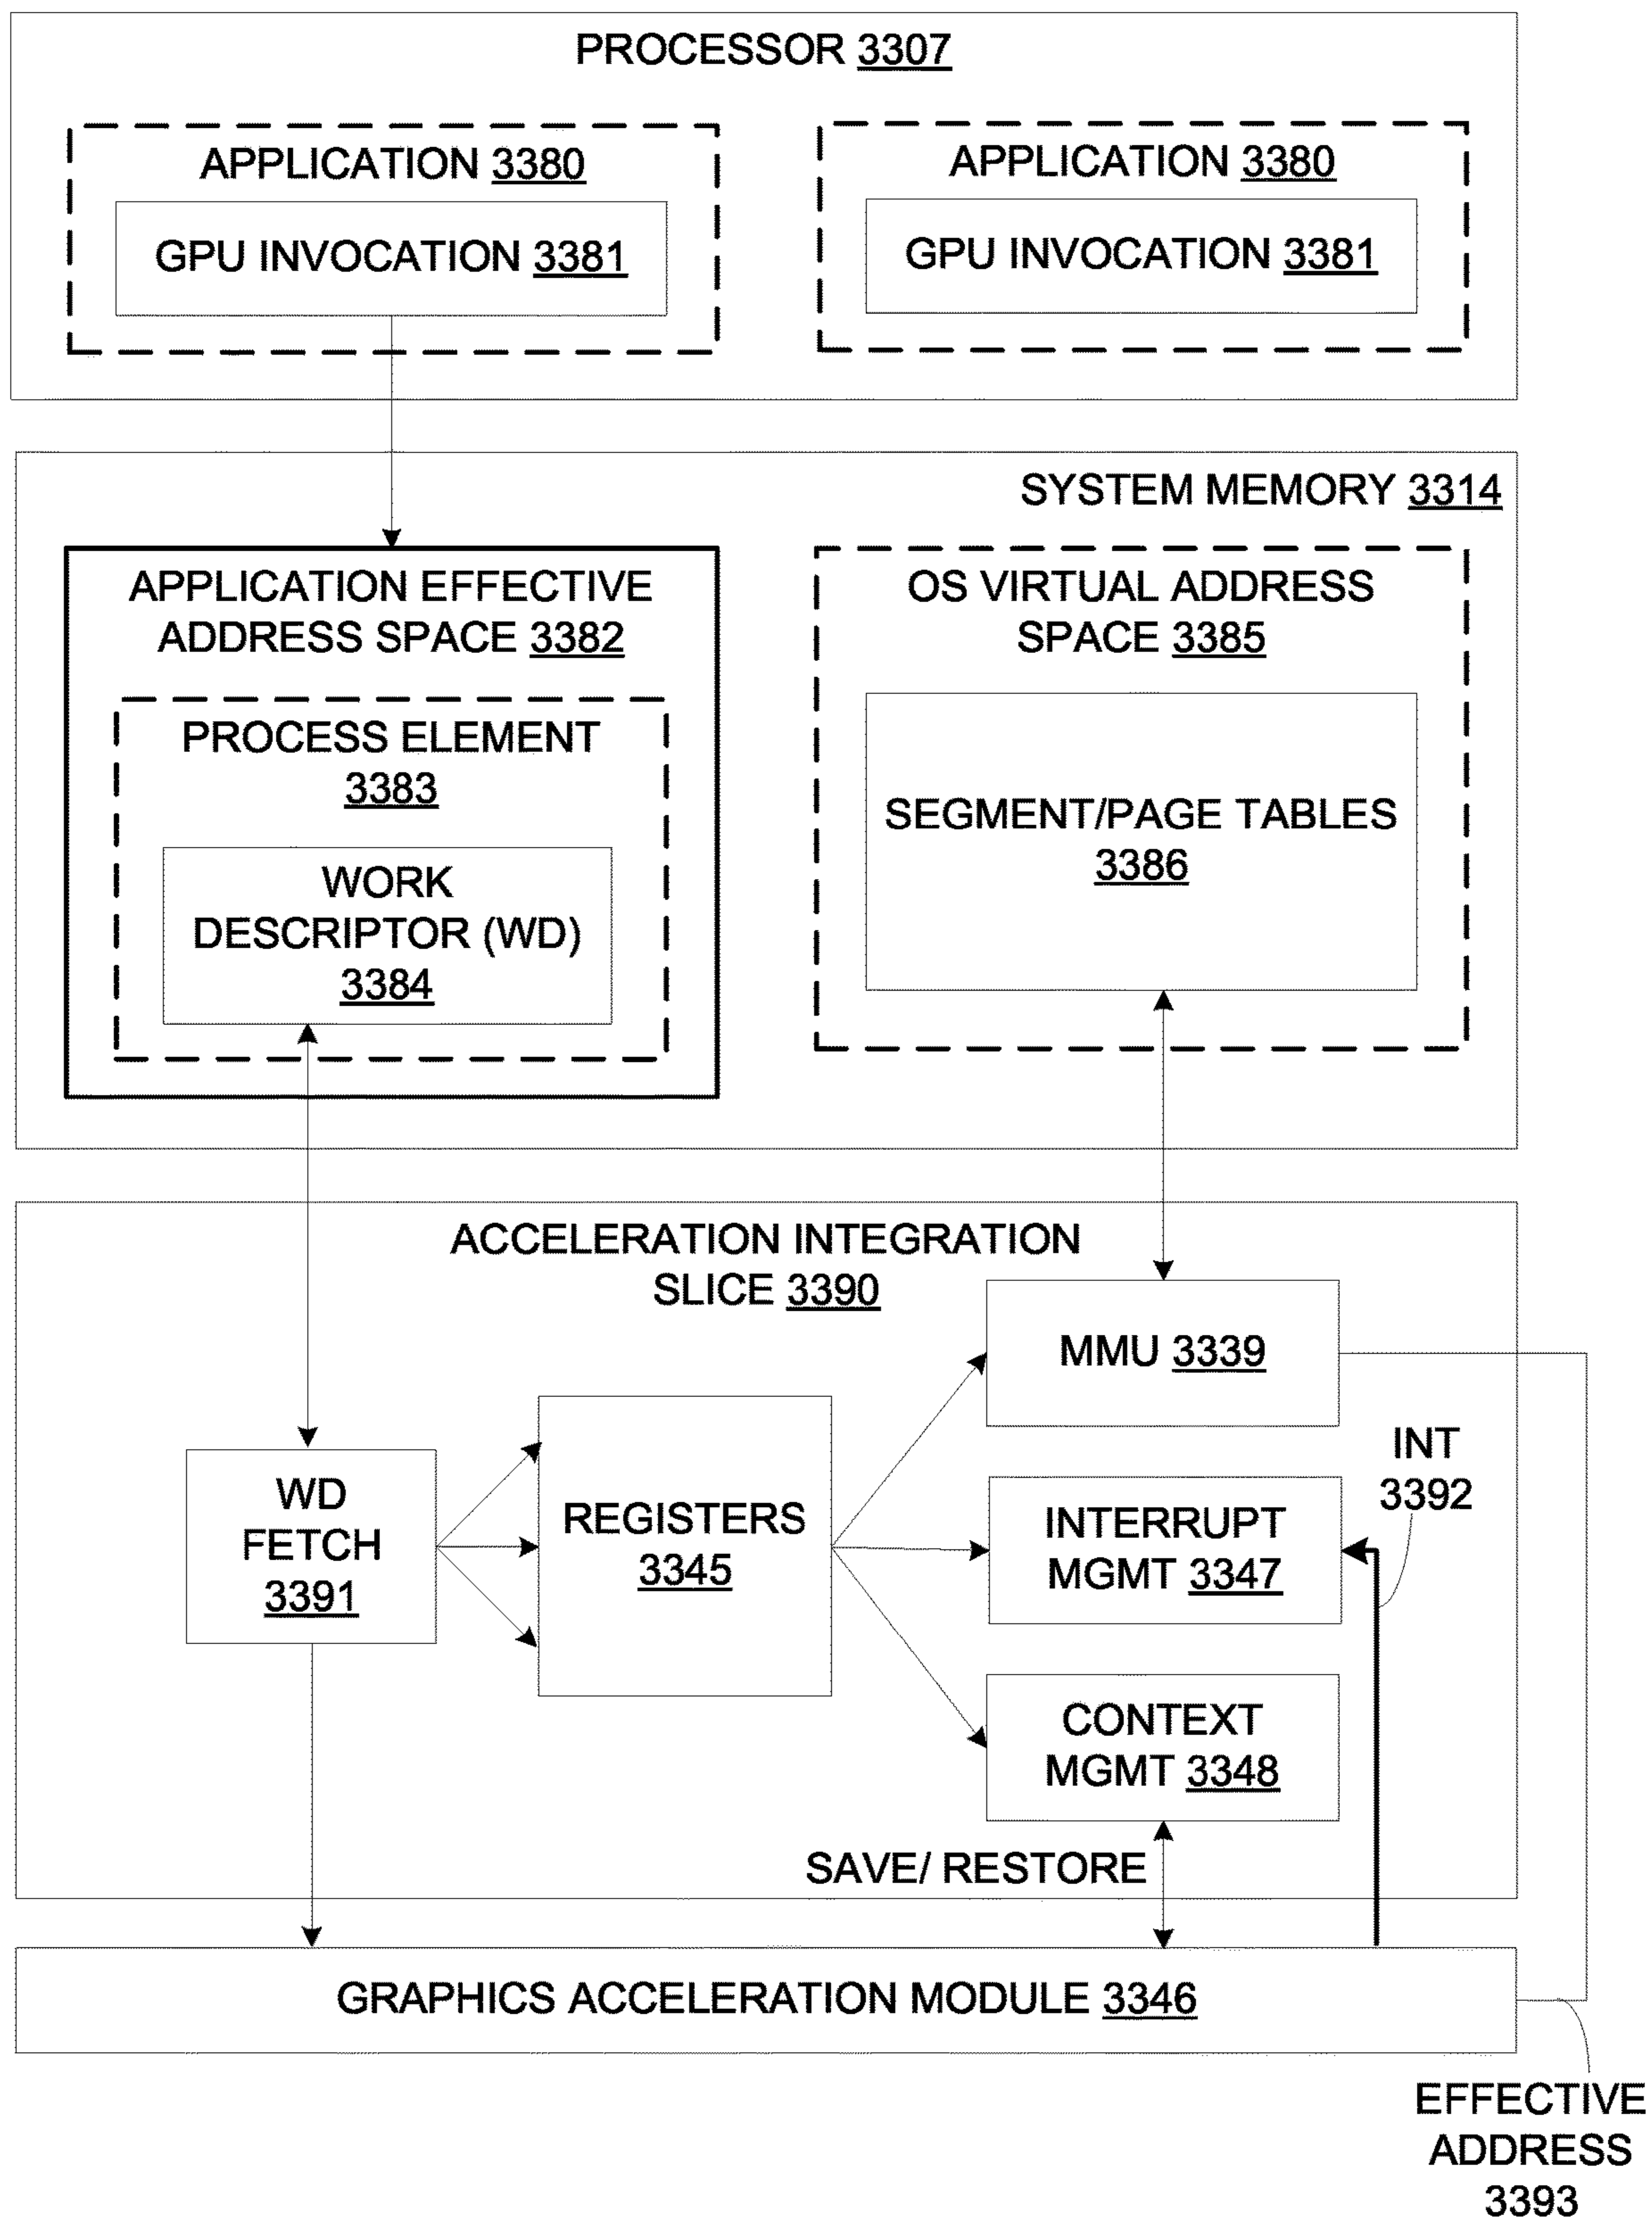 PROCESSOR 3307
APPLICATION 3380
GPU INVOCATION 3381
APPLICATION 3380
GPU INVOCATION 3381
SYSTEM MEMORY 3314
APPLICATION EFFECTIVE
ADDRESS SPACE 3382
PROCESS ELEMENT
3383
WORK
DESCRIPTOR (WD)
3384
OS VIRTUAL ADDRESS
SPACE 3385
SEGMENT/PAGE TABLES
3386
ACCELERATION INTEGRATION
SLICE 3390
MMU 3339
INT
3392
WD
FETCH
3391
REGISTERS
3345
INTERRUPT
MGMT 3347
CONTEXT
MGMT 3348
SAVE/ RESTORE
GRAPHICS ACCELERATION MODULE 3346
EFFECTIVE
ADDRESS
3393